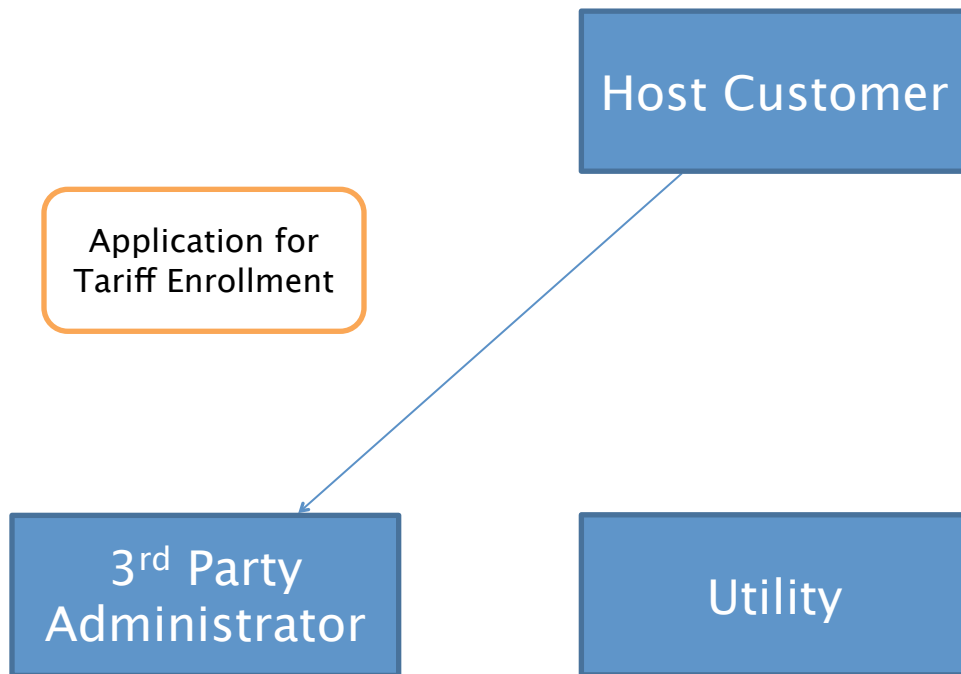 Host Customer
Application for
Tariff Enrollment
3rd Party
Administrator
Utility